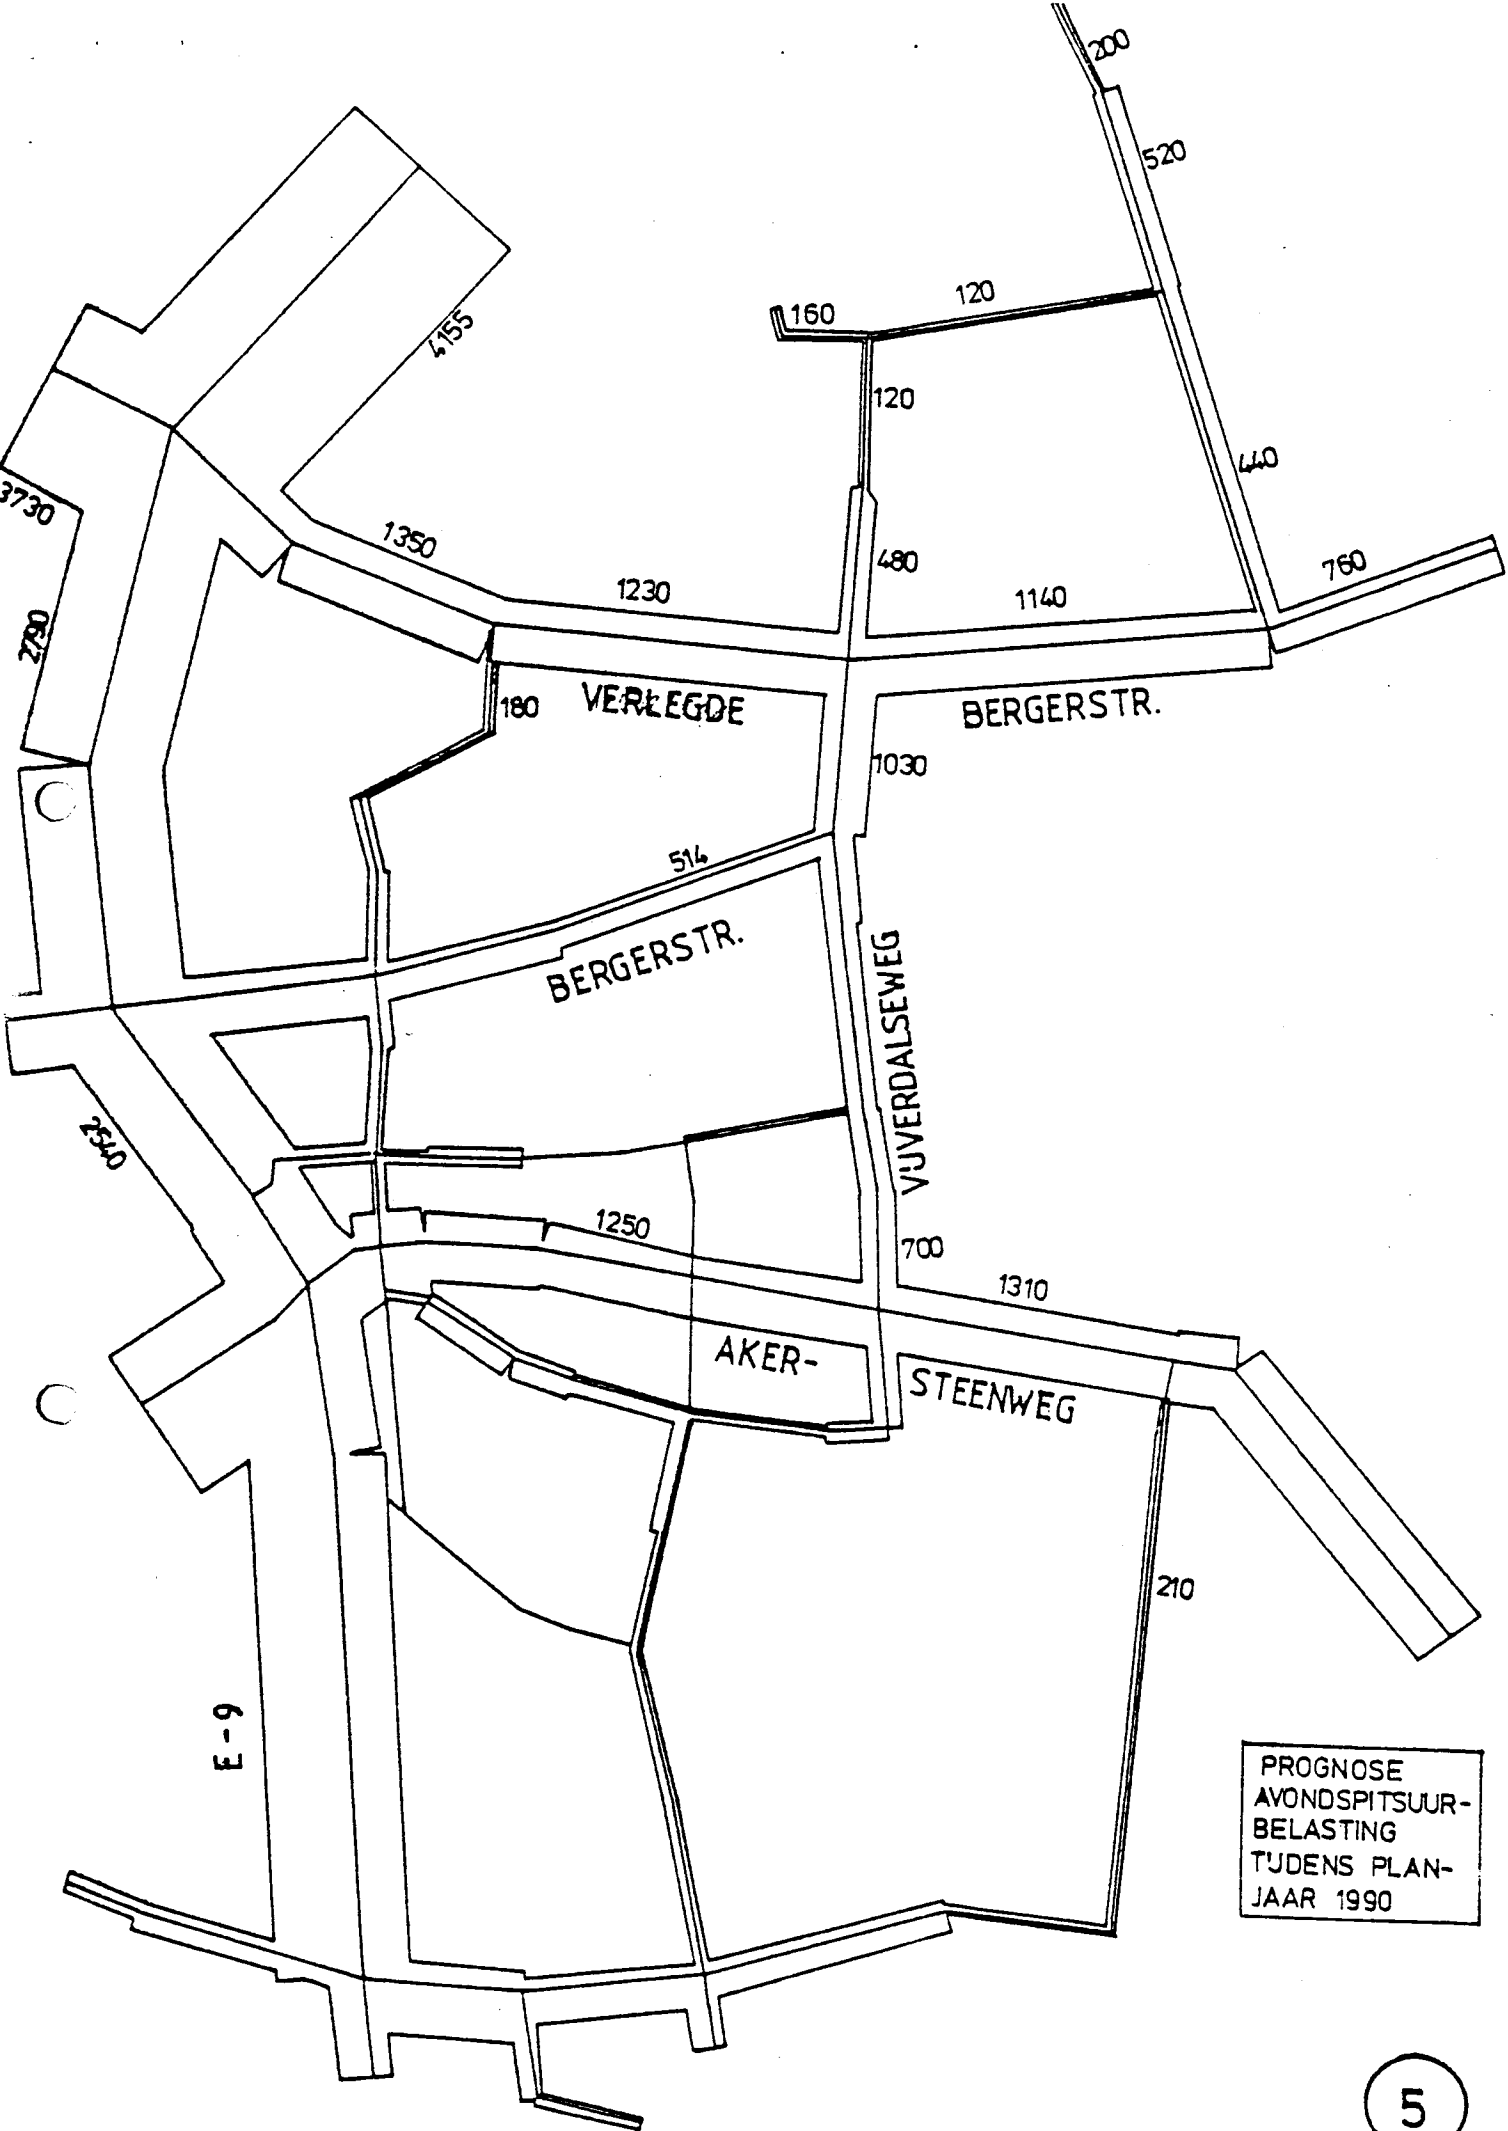 200
520
160
120
4155
120
440
3730
1350
480
760
1230
1140
2790
180
VERLEGDE
BERGERSTR.
1030
514
BERGERSTR.
VIJVERDALSEWEG
2540
1250
700
1310
AKER-
STEENWEG
210
E-9
PROGNOSE
AVONDSPITSUUR-
BELASTING
TIJDENS PLAN-
JAAR 1990
5